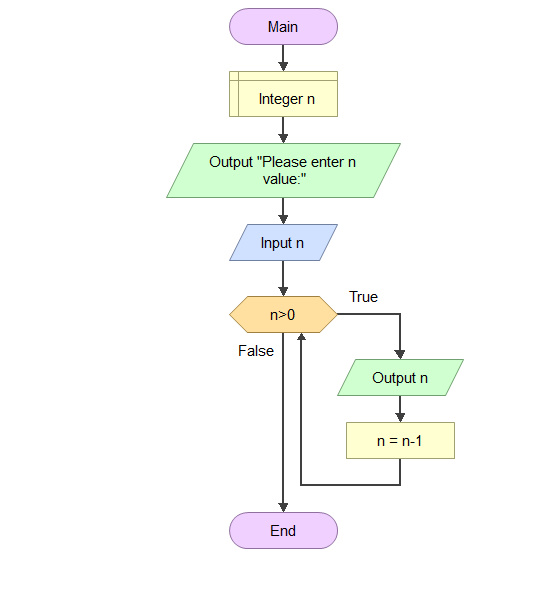 Main
Integer n
Output "Please enter n
value:"
Input n
n>0
True
False
Output n
n = n-1
End